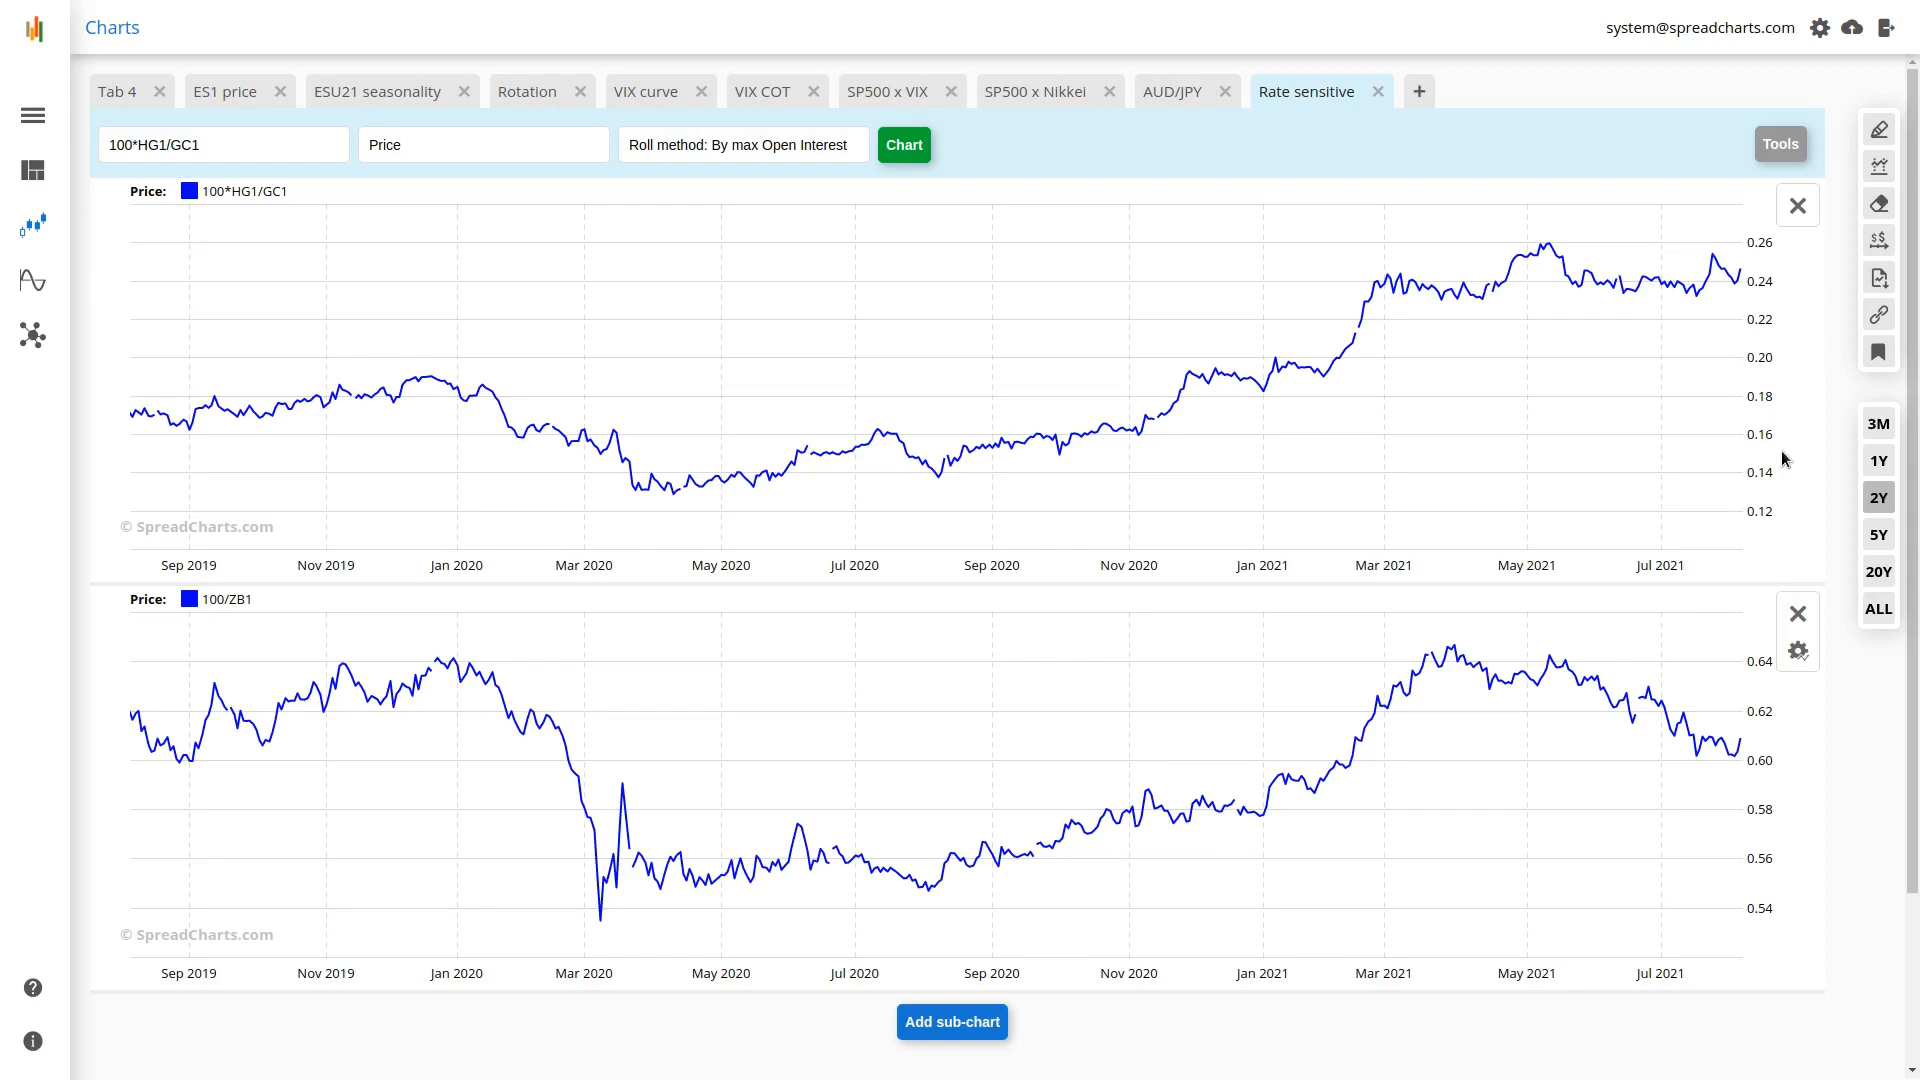 Charts
system@spreadcharts.com
Tab 4
ES1 price
ESU21 seasonality
Rotation
VIX curve
VIX COT
SP500 x VIX
SP500 x Nikkei
AUD/JPY
Rate sensitive
+
100*HG1/GC1
Price
Roll method: By max Open Interest
Chart
Tools
Price: 100*HG1/GC1
0.26
0.24
0.22
0.20
0.18
0.16
0.14
0.12
© SpreadCharts.com
Sep 2019 Nov 2019 Jan 2020 Mar 2020 May 2020 Jul 2020 Sep 2020 Nov 2020 Jan 2021 Mar 2021 May 2021 Jul 2021
Price: 100/ZB1
0.64
0.62
0.60
0.58
0.56
0.54
© SpreadCharts.com
Sep 2019 Nov 2019 Jan 2020 Mar 2020 May 2020 Jul 2020 Sep 2020 Nov 2020 Jan 2021 Mar 2021 May 2021 Jul 2021
Add sub-chart
$$
3M
1Y
2Y
5Y
20Y
ALL